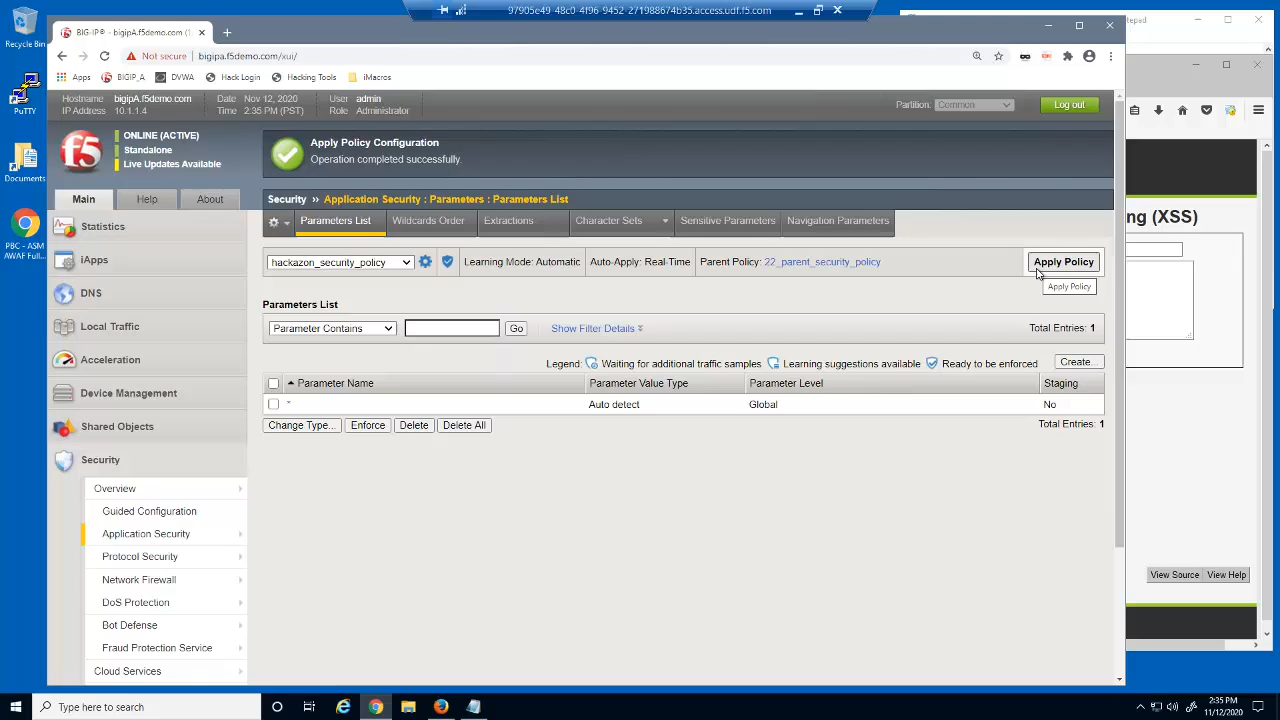 97905e49-48c0-4f96-9452-271988674b35.access.udf.f5.com
Recycle Bin
PuTTY
Documents
PBC - ASM
AWAF Full...
BIG-IP® - bigipA.f5demo.com (1
Not secure
bigipa.f5demo.com/xui/
Apps
BIGIP_A
DVWA
Hack Login
Hacking Tools
iMacros
Hostname bigipA.f5demo.com
IP Address 10.1.1.4
Date Nov 12, 2020
Time 2:35 PM (PST)
User admin
Role Administrator
Partition: Common
Log out
ONLINE (ACTIVE)
Standalone
Live Updates Available
Apply Policy Configuration
Operation completed successfully.
Main
Help
About
Security ›› Application Security : Parameters : Parameters List
Parameters List
Wildcards Order
Extractions
Character Sets
Sensitive Parameters
Navigation Parameters
hackazon_security_policy
Learning Mode: Automatic
Auto-Apply: Real-Time
Parent Policy: 22_parent_security_policy
Apply Policy
Apply Policy
Parameters List
Parameter Contains
Go
Show Filter Details
Total Entries: 1
Legend: Waiting for additional traffic samples Learning suggestions available Ready to be enforced
Create...
Parameter Name
Parameter Value Type
Parameter Level
Staging
*
Auto detect
Global
No
Change Type...
Enforce
Delete
Delete All
Total Entries: 1
Statistics
iApps
DNS
Local Traffic
Acceleration
Device Management
Shared Objects
Security
Overview
Guided Configuration
Application Security
Protocol Security
Network Firewall
DoS Protection
Bot Defense
Fraud Protection Service
Cloud Services
tepad
ng (XSS)
View Source
View Help
Type here to search
2:35 PM
11/12/2020